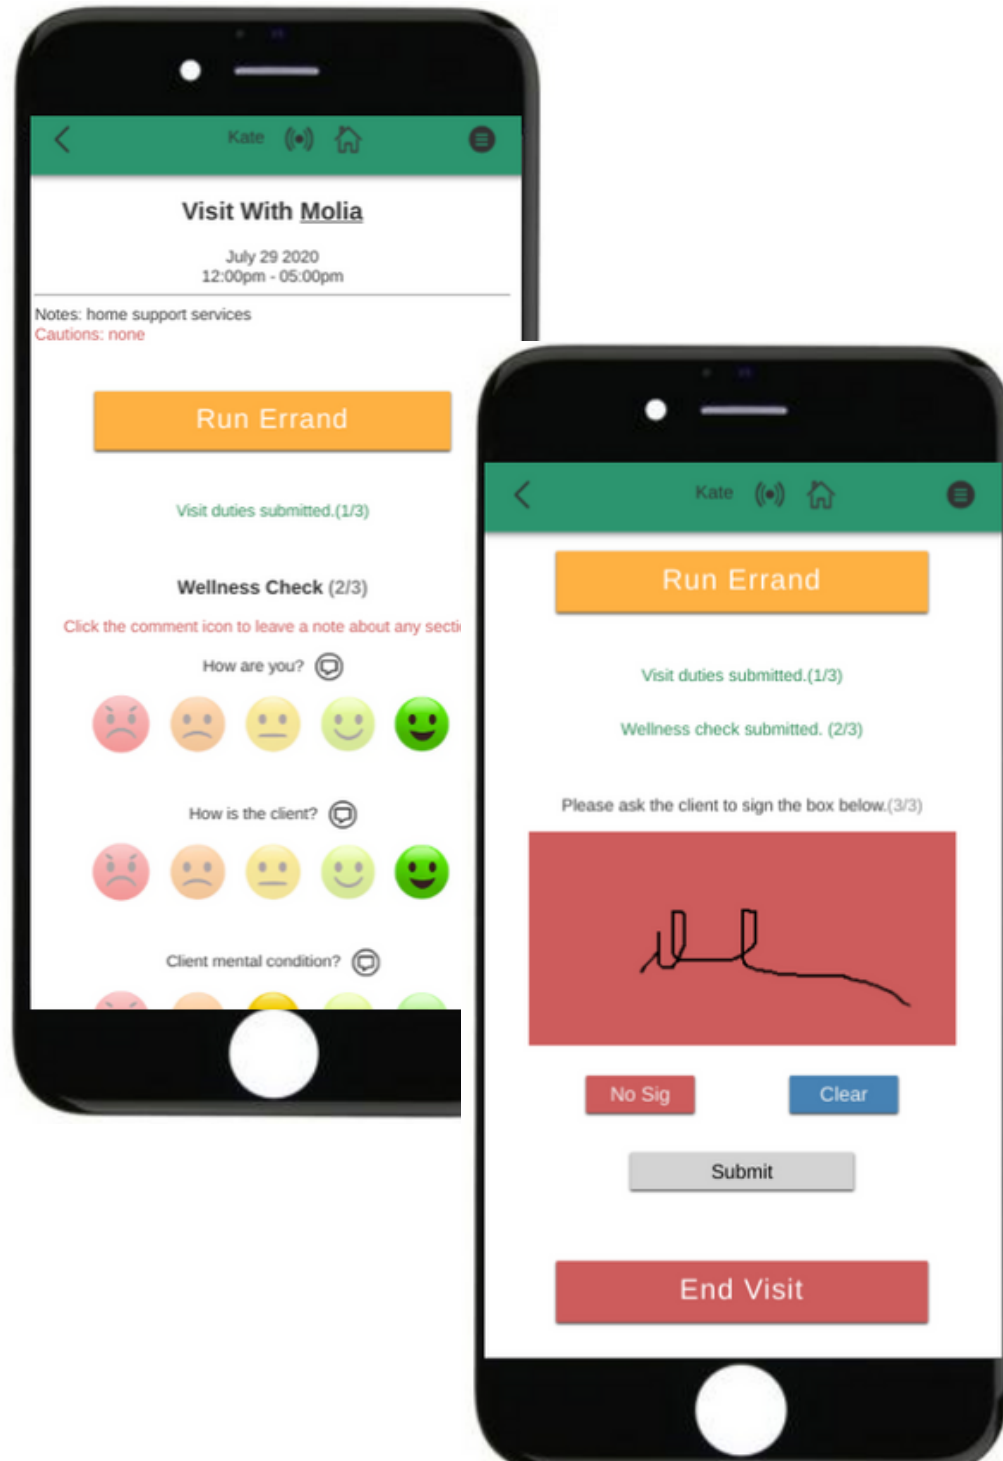 Kate
Visit With Molia
July 29 2020
12:00pm - 05:00pm
Notes: home support services
Cautions: none
Run Errand
Visit duties submitted.(1/3)
Wellness Check (2/3)
Click the comment icon to leave a note about any secti
How are you?
How is the client?
Client mental condition?
Kate
Run Errand
Visit duties submitted.(1/3)
Wellness check submitted. (2/3)
Please ask the client to sign the box below.(3/3)
No Sig
Clear
Submit
End Visit